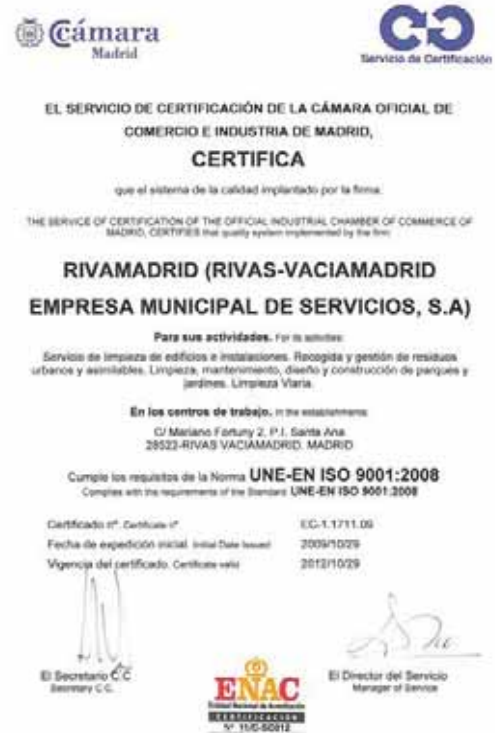 Cámara
Madrid
Servicio de Certificación
EL SERVICIO DE CERTIFICACIÓN DE LA CÁMARA OFICIAL DE
COMERCIO E INDUSTRIA DE MADRID,
CERTIFICA
que el sistema de la calidad implantado por la firma:
THE SERVICE OF CERTIFICATION OF THE OFFICIAL INDUSTRIAL CHAMBER OF COMMERCE OF
MADRID, CERTIFIES that quality system implemented by the firm:
RIVAMADRID (RIVAS-VACIAMADRID
EMPRESA MUNICIPAL DE SERVICIOS, S.A)
Para sus actividades. For its activities:
Servicio de limpieza de edificios e instalaciones. Recogida y gestión de residuos
urbanos y asimilables. Limpieza, mantenimiento, diseño y construcción de parques y
jardines. Limpieza Viaria.
En los centros de trabajo. in the establishments
C/ Mariano Fortuny 2, P.I. Santa Ana
28522-RIVAS VACIAMADRID. MADRID
Cumple los requisitos de la Norma UNE-EN ISO 9001:2008
Complies with the requirements of the Standard UNE-EN ISO 9001:2008
Certificado nº. Certificate nº EC-1.1711.09
Fecha de expedición inicial. Initial Date Issued 2009/10/29
Vigencia del certificado. Certificate valid 2012/10/29
El Secretario C.C El Director del Servicio
Secretary C.C. Manager of Service
ENAC
Entidad Nacional de Acreditación
CERTIFICACIÓN
Nº 11/C-SC012